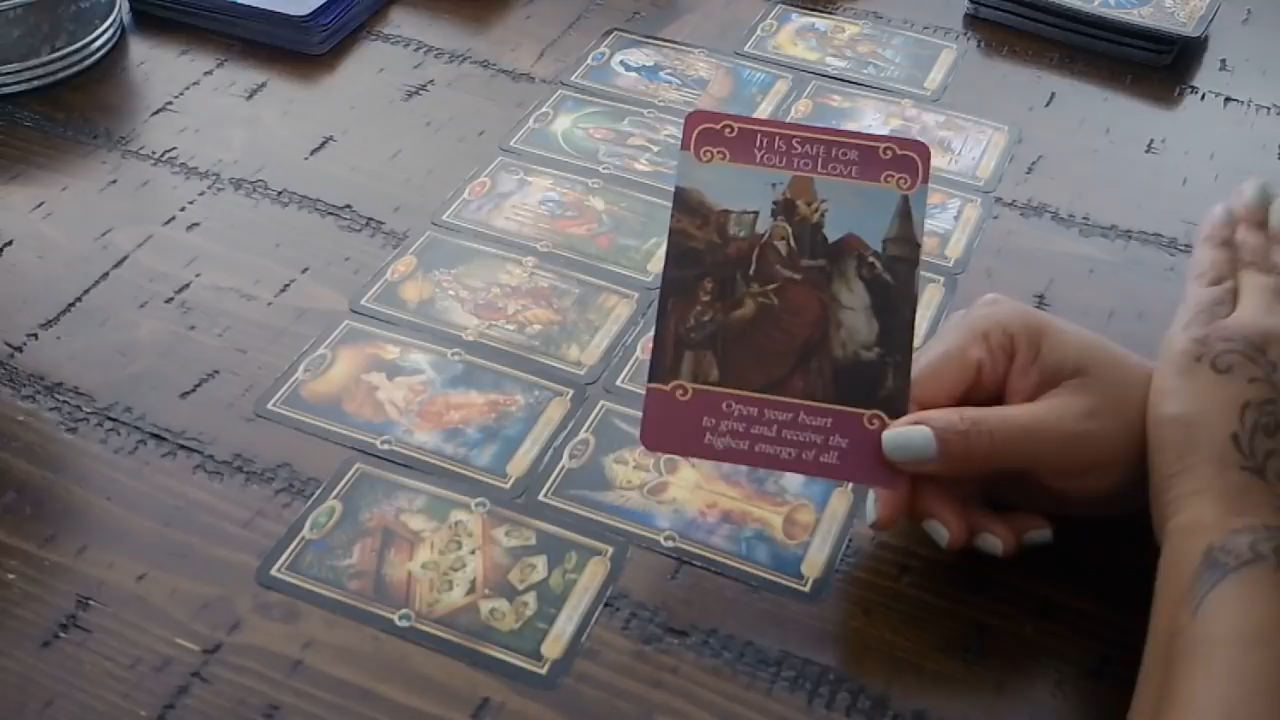 It Is Safe for
You to Love
Open your heart
to give and receive the
highest energy of all.